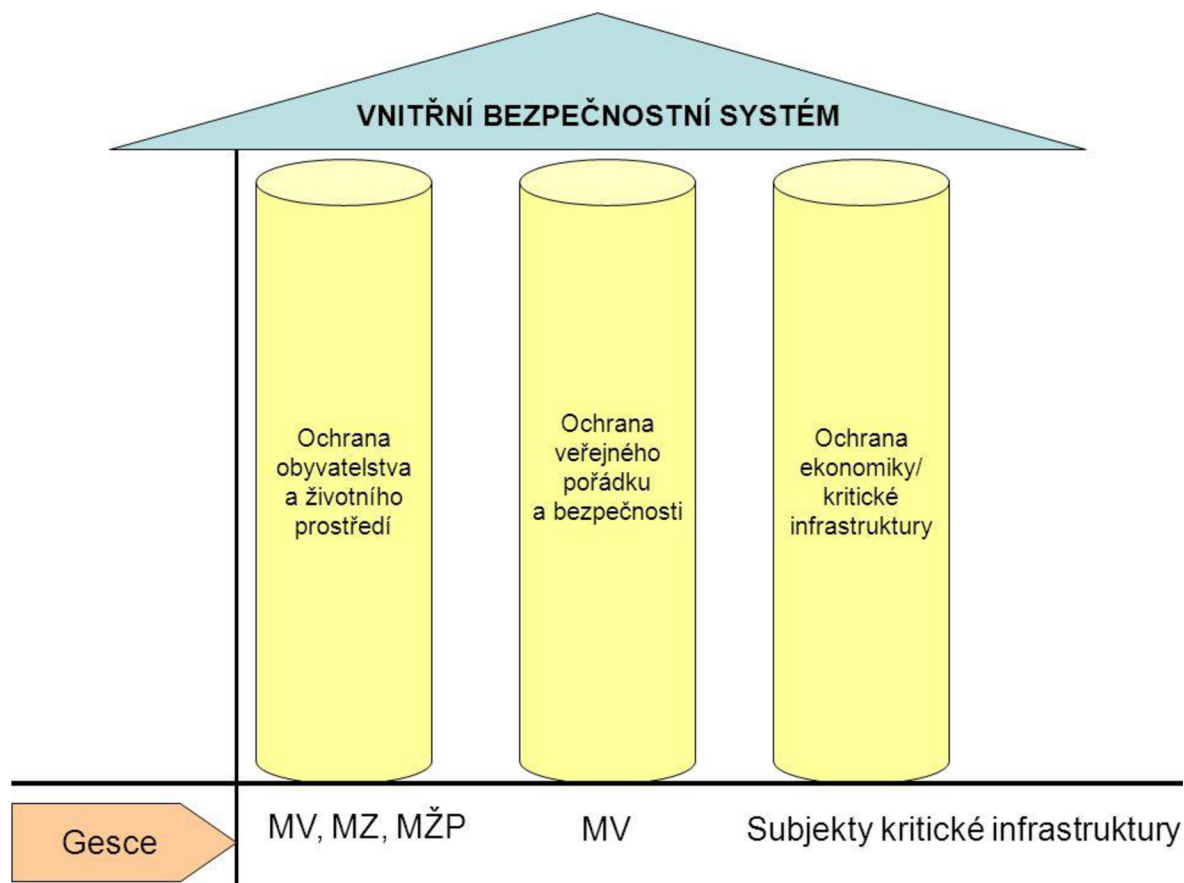 VNITŘNÍ BEZPEČNOSTNÍ SYSTÉM
Ochrana
obyvatelstva
a životního
prostředí
Ochrana
veřejného
pořádku
a bezpečnosti
Ochrana
ekonomiky/
kritické
infrastruktury
Gesce
MV, MZ, MŽP
MV
Subjekty kritické infrastruktury